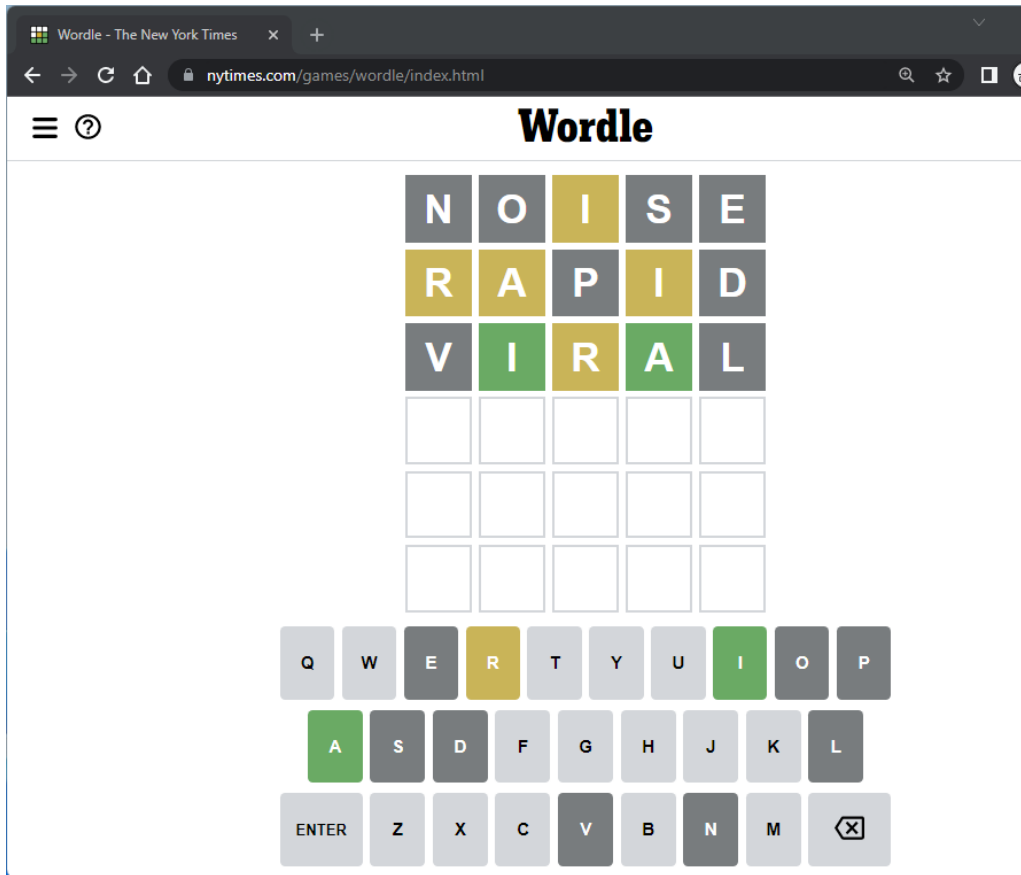 Wordle - The New York Times
nytimes.com/games/wordle/index.html
Wordle
N O I S E
R A P I D
V I R A L
Q W E R T Y U I O P
A S D F G H J K L
ENTER Z X C V B N M